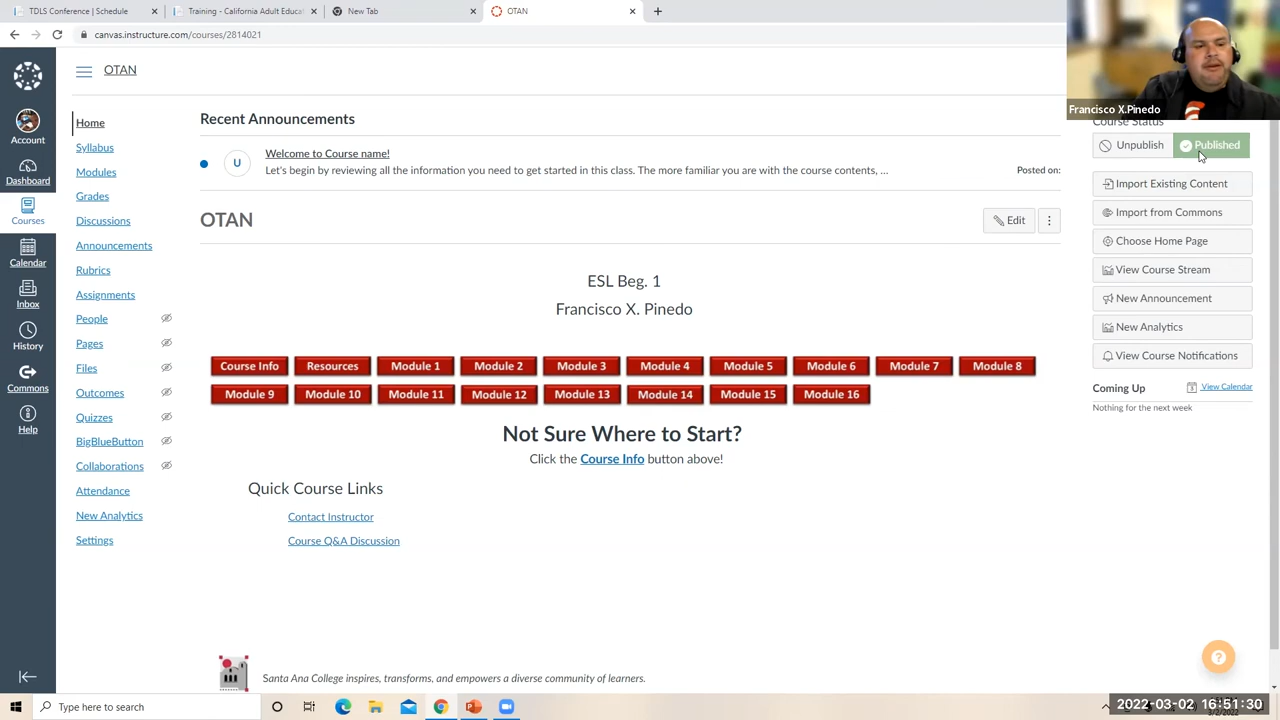 TDLS Conference | Schedule
Training - California Adult Educa
New Tab
OTAN
canvas.instructure.com/courses/2814021
Francisco X.Pinedo
OTAN
Account
Dashboard
Courses
Calendar
Inbox
History
Commons
Help
Home
Syllabus
Modules
Grades
Discussions
Announcements
Rubrics
Assignments
People
Pages
Files
Outcomes
Quizzes
BigBlueButton
Collaborations
Attendance
New Analytics
Settings
Recent Announcements
U
Welcome to Course name!
Let's begin by reviewing all the information you need to get started in this class. The more familiar you are with the course contents, ...
Posted on:
OTAN
Edit
ESL Beg. 1
Francisco X. Pinedo
Course Info Resources Module 1 Module 2 Module 3 Module 4 Module 5 Module 6 Module 7 Module 8
Module 9 Module 10 Module 11 Module 12 Module 13 Module 14 Module 15 Module 16
Not Sure Where to Start?
Click the Course Info button above!
Quick Course Links
Contact Instructor
Course Q&A Discussion
Santa Ana College inspires, transforms, and empowers a diverse community of learners.
Course Status
Unpublish Published
Import Existing Content
Import from Commons
Choose Home Page
View Course Stream
New Announcement
New Analytics
View Course Notifications
Coming Up
View Calendar
Nothing for the next week
Type here to search
2022-03-02 16:51:30